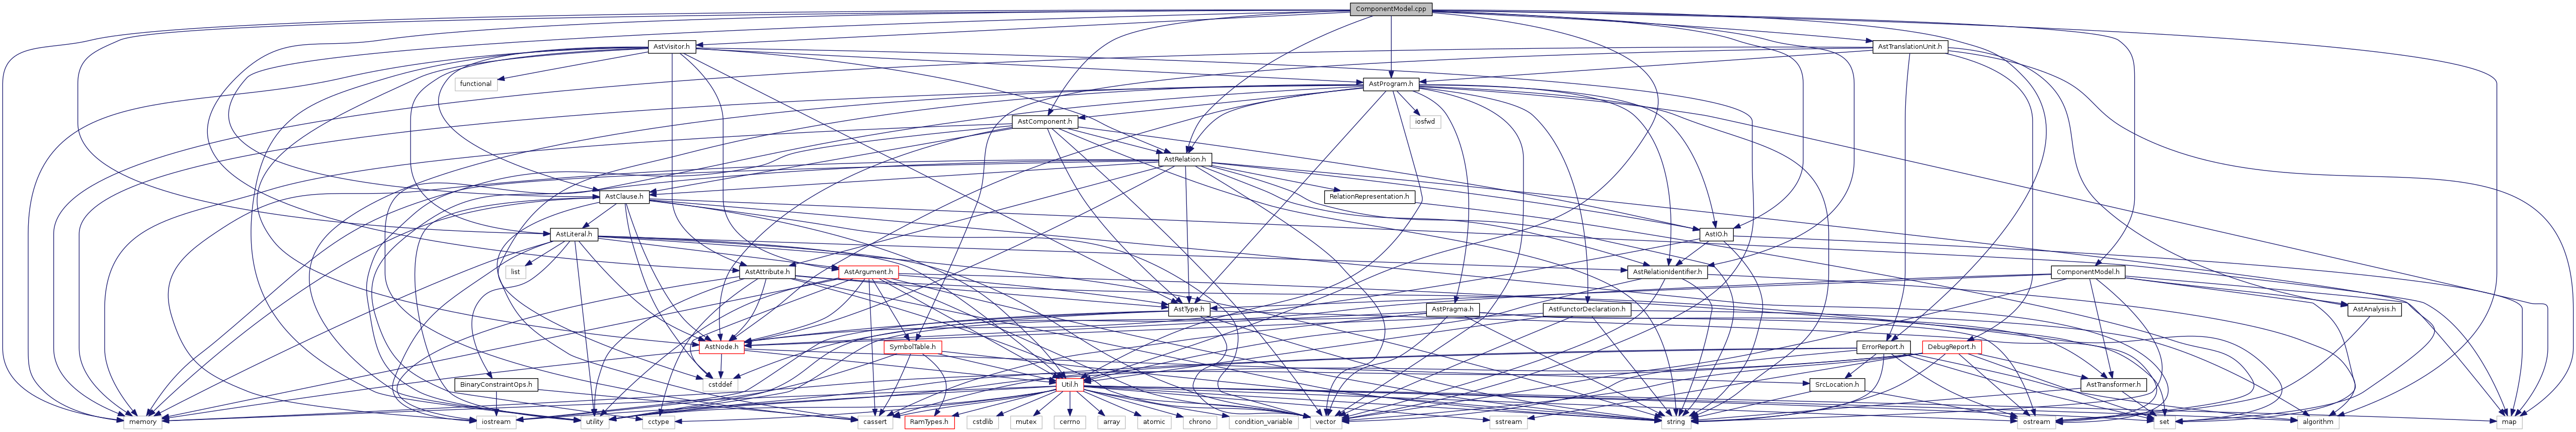 ComponentModel.cpp
AstVisitor.h
AstTranslationUnit.h
functional
AstProgram.h
AstComponent.h
iosfwd
AstRelation.h
AstClause.h
RelationRepresentation.h
AstLiteral.h
AstIO.h
list
AstAttribute.h
AstArgument.h
AstRelationIdentifier.h
ComponentModel.h
AstType.h
AstPragma.h
AstFunctorDeclaration.h
AstAnalysis.h
AstNode.h
SymbolTable.h
ErrorReport.h
DebugReport.h
BinaryConstraintOps.h
cstddef
Util.h
SrcLocation.h
AstTransformer.h
memory
iostream
utility
cctype
cassert
RamTypes.h
cstdlib
mutex
cerrno
array
atomic
chrono
condition_variable
vector
sstream
string
ostream
set
algorithm
map